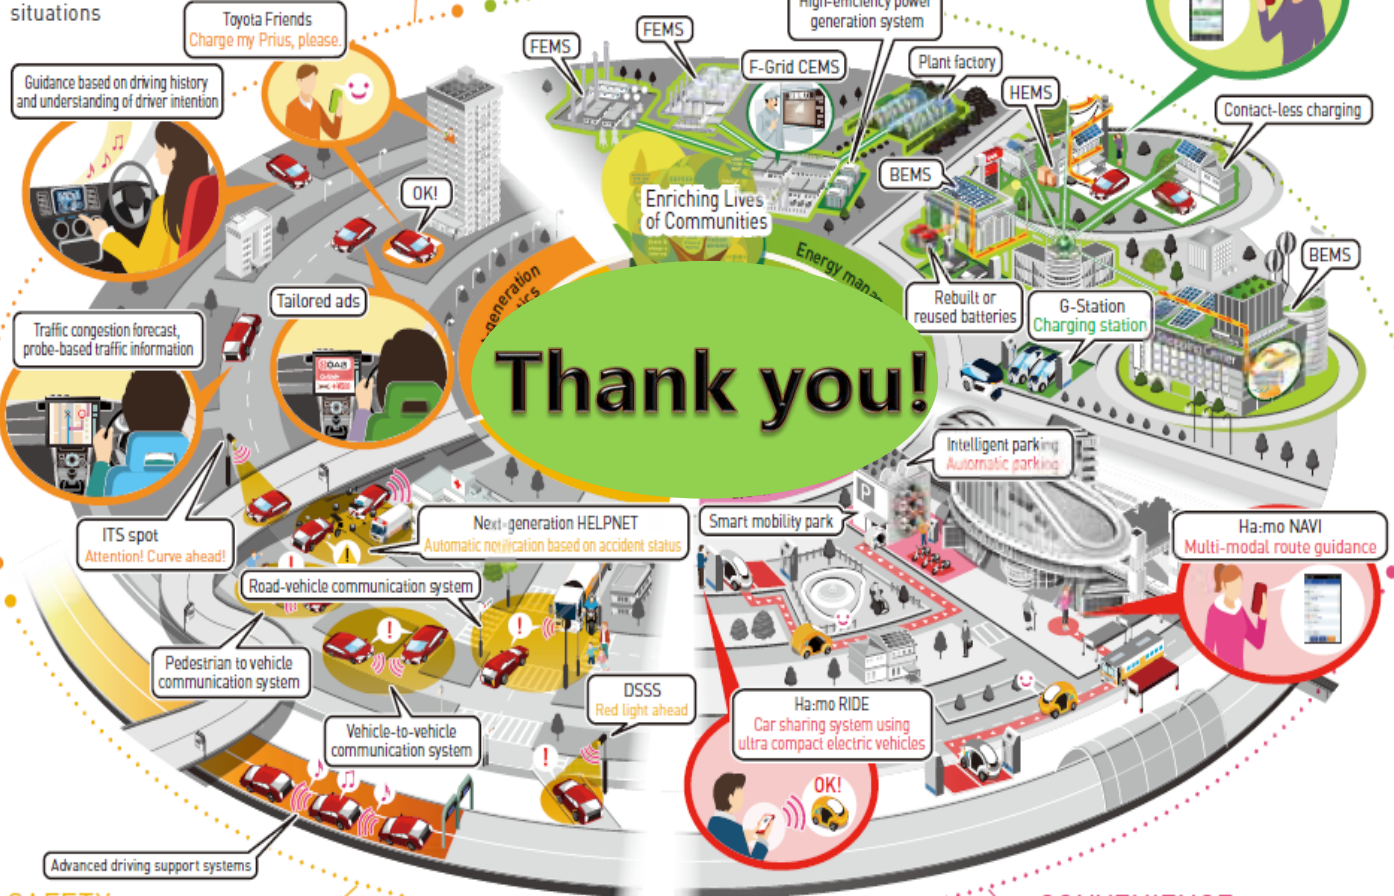 situations
Toyota Friends
Charge my Prius, please.
High-efficiency power
generation system
FEMS
FEMS
F-Grid CEMS
Plant factory
HEMS
Contact-less charging
Guidance based on driving history
and understanding of driver intention
OK!
BEMS
Enriching Lives
of Communities
Energy
BEMS
Tailored ads
Rebuilt or
reused batteries
G-Station
Charging station
Traffic congestion forecast,
probe-based traffic information
Shopping Center
Thank you!
Intelligent parking
Automatic parking
P
ITS spot
Attention! Curve ahead!
Next-generation HELPNET
Automatic notification based on accident status
Smart mobility park
Ha:mo NAVI
Multi-modal route guidance
Road-vehicle communication system
Pedestrian to vehicle
communication system
DSSS
Red light ahead
Ha:mo RIDE
Car sharing system using
ultra compact electric vehicles
Vehicle-to-vehicle
communication system
OK!
Advanced driving support systems
SAFETY
CONVENIENCE